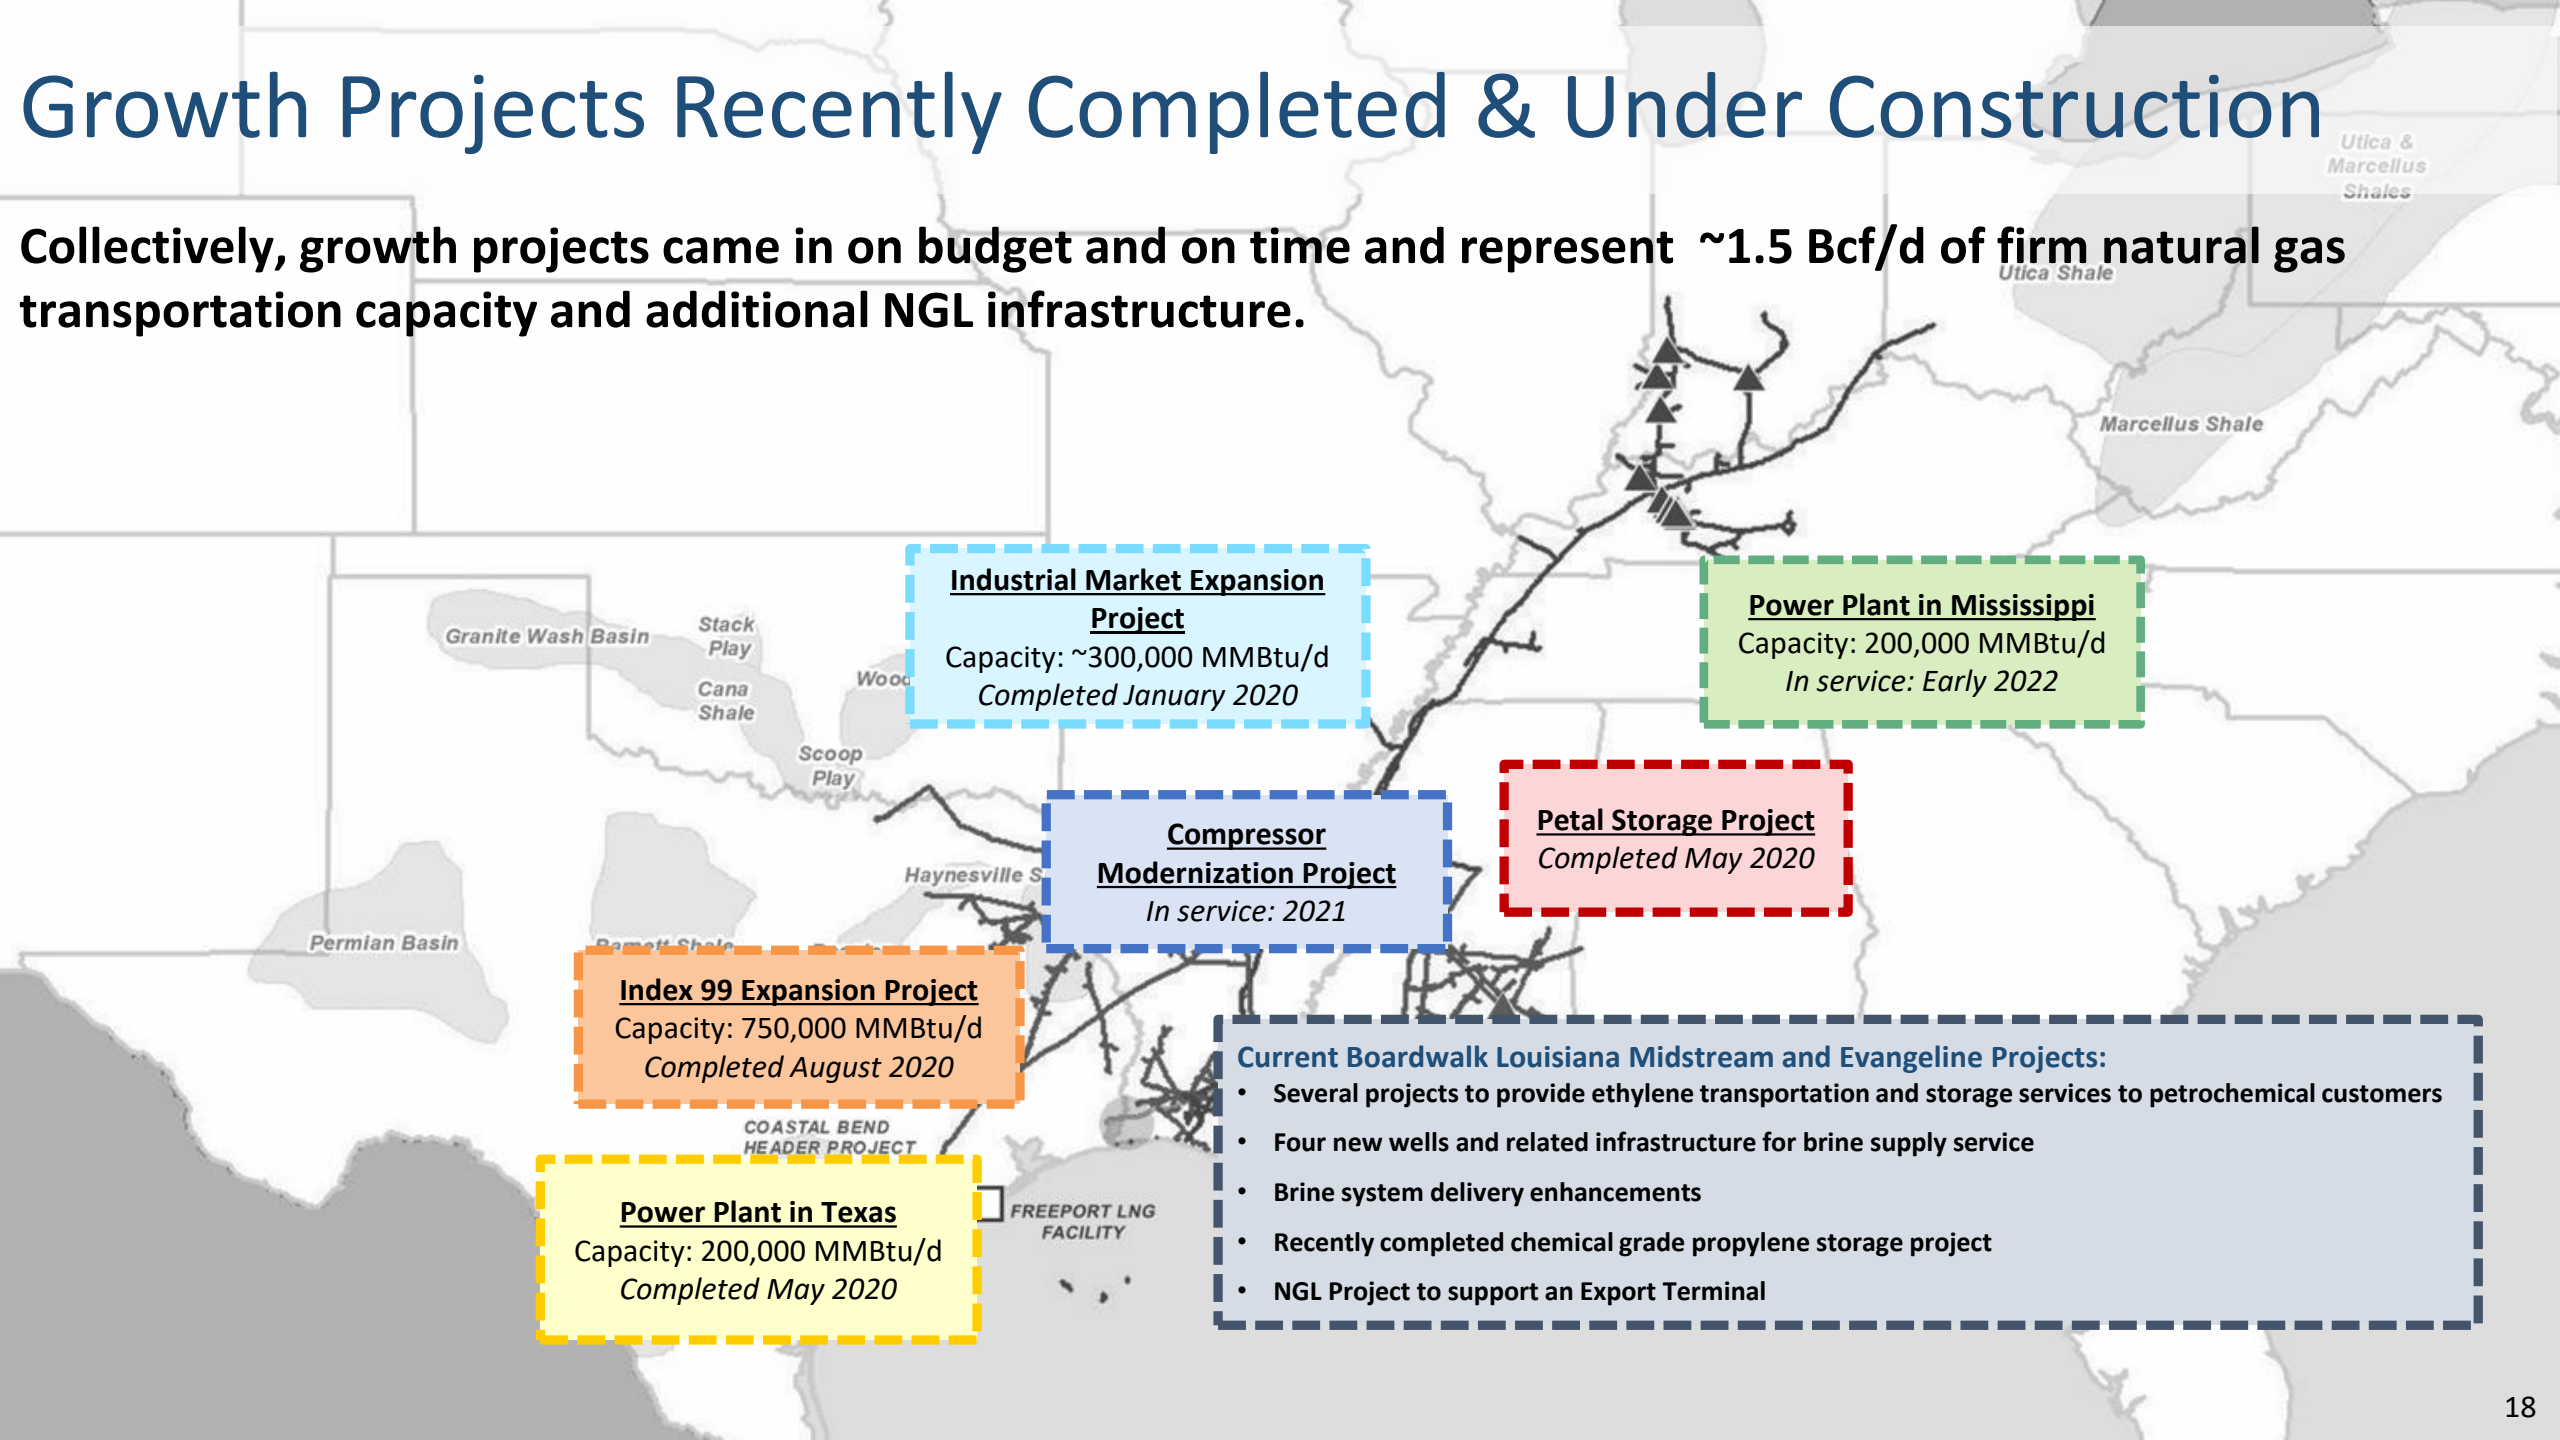 Growth Projects Recently Completed & Under Construction
Utica &
Marcellus
Shales
Collectively, growth projects came in on budget and on time and represent ~1.5 Bcf/d of firm natural gas
transportation capacity and additional NGL infrastructure.
Utica Shale
Marcellus Shale
Industrial Market Expansion
Project
Capacity: ~300,000 MMBtu/d
Completed January 2020
Power Plant in Mississippi
Capacity: 200,000 MMBtu/d
In service: Early 2022
Granite Wash Basin
Stack
Play
Cana
Shale
Scoop
Play
Petal Storage Project
Completed May 2020
Compressor
Modernization Project
In service: 2021
Haynesville S
Permian Basin
Barnett Shale
Index 99 Expansion Project
Capacity: 750,000 MMBtu/d
Completed August 2020
COASTAL BEND
HEADER PROJECT
Power Plant in Texas
Capacity: 200,000 MMBtu/d
Completed May 2020
FREEPORT LNG
FACILITY
Current Boardwalk Louisiana Midstream and Evangeline Projects:
• Several projects to provide ethylene transportation and storage services to petrochemical customers
• Four new wells and related infrastructure for brine supply service
• Brine system delivery enhancements
• Recently completed chemical grade propylene storage project
• NGL Project to support an Export Terminal
18